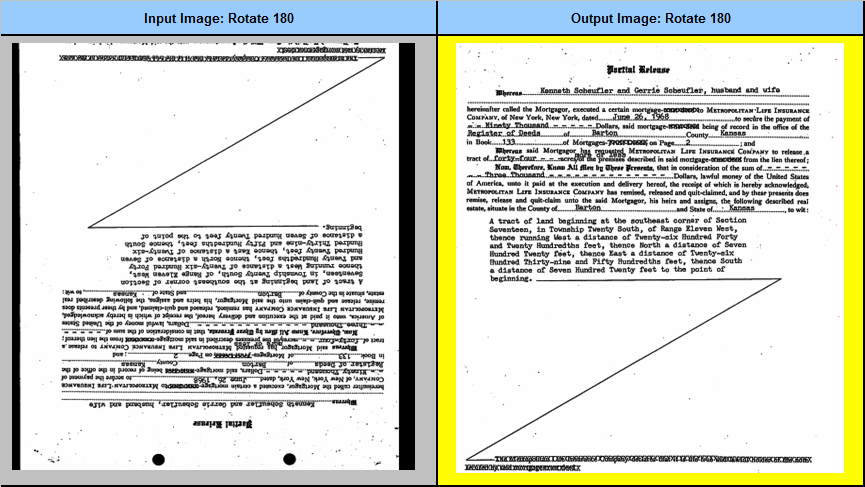 Input Image: Rotate 180
Output Image: Rotate 180
Partial Release
Whereas Kenneth Scheufler and Gerrie Scheufler, husband and wife
hereinafter called the Mortgagor, executed a certain mortgage to METROPOLITAN LIFE INSURANCE
COMPANY, of New York, New York, dated June 26, 1968 to secure the payment of
Ninety Thousand - - - - - Dollars, said mortgage being of record in the office of the
Register of Deeds of Barton County Kansas
in Book 133 of Mortgages on Page 2 ; and
Whereas said Mortgagor has requested METROPOLITAN LIFE INSURANCE COMPANY to release a
more or less
tract of forty-four - - - acres of the premises described in said mortgage from the lien thereof;
Now, Therefore, Know All Men by These Presents, that in consideration of the sum of - - - - - -
- - Three Thousand - - - - - - - - - - Dollars, lawful money of the United States
of America, unto it paid at the execution and delivery hereof, the receipt of which is hereby acknowledged,
METROPOLITAN LIFE INSURANCE COMPANY has remised, released and quit-claimed, and by these presents does
remise, release and quit-claim unto the said Mortgagor, his heirs and assigns, the following described real
estate, situate in the County of Barton and State of Kansas , to wit:
A tract of land beginning at the southeast corner of Section
Seventeen, in Township Twenty South, of Range Eleven West,
thence running West a distance of Twenty-six Hundred Forty
and Twenty Hundredths feet, thence North a distance of Seven
Hundred Twenty feet, thence East a distance of Twenty-six
Hundred Thirty-nine and Fifty Hundredths feet, thence South
a distance of Seven Hundred Twenty feet to the point of
beginning.